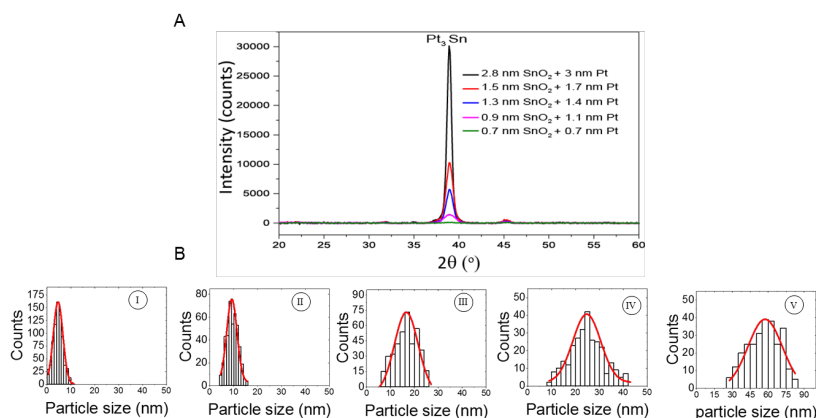 A
Pt3Sn
30000
25000
20000
15000
10000
5000
0
Intensity (counts)
2.8 nm SnO2 + 3 nm Pt
1.5 nm SnO2 + 1.7 nm Pt
1.3 nm SnO2 + 1.4 nm Pt
0.9 nm SnO2 + 1.1 nm Pt
0.7 nm SnO2 + 0.7 nm Pt
20 25 30 35 40 45 50 55 60
2θ (°)
B
I
175
150
125
100
75
50
25
0
Counts
0 10 20 30 40 50
Particle size (nm)
II
80
60
40
20
0
Counts
0 10 20 30 40 50
Particle size (nm)
III
80
60
40
20
0
Counts
0 10 20 30 40 50
Particle size (nm)
IV
50
40
30
20
10
0
Counts
0 10 20 30 40 50
Particle size (nm)
V
50
40
30
20
10
0
Counts
0 15 30 45 60 75 90
particle size (nm)